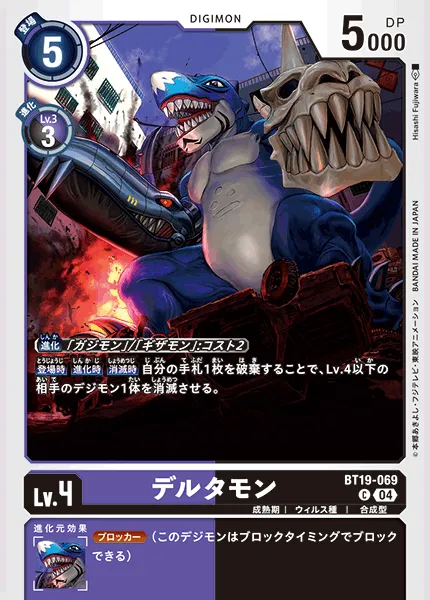 DIGIMON
登場
5
DP
5000
進化
Lv.3
3
Hisashi Fujiwara
BANDAI MADE IN JAPAN
©本郷あきよし・フジテレビ・東映アニメーション
進化 「ガジモン」/「ギザモン」:コスト2
登場時 進化時 消滅時 自分の手札1枚を破棄することで、Lv.4以下の
相手のデジモン1体を消滅させる。
BT19-069
Lv.4
デルタモン
C 04
成熟期 | ウィルス種 | 合成型
進化元効果
ブロッカー (このデジモンはブロックタイミングでブロック
できる)